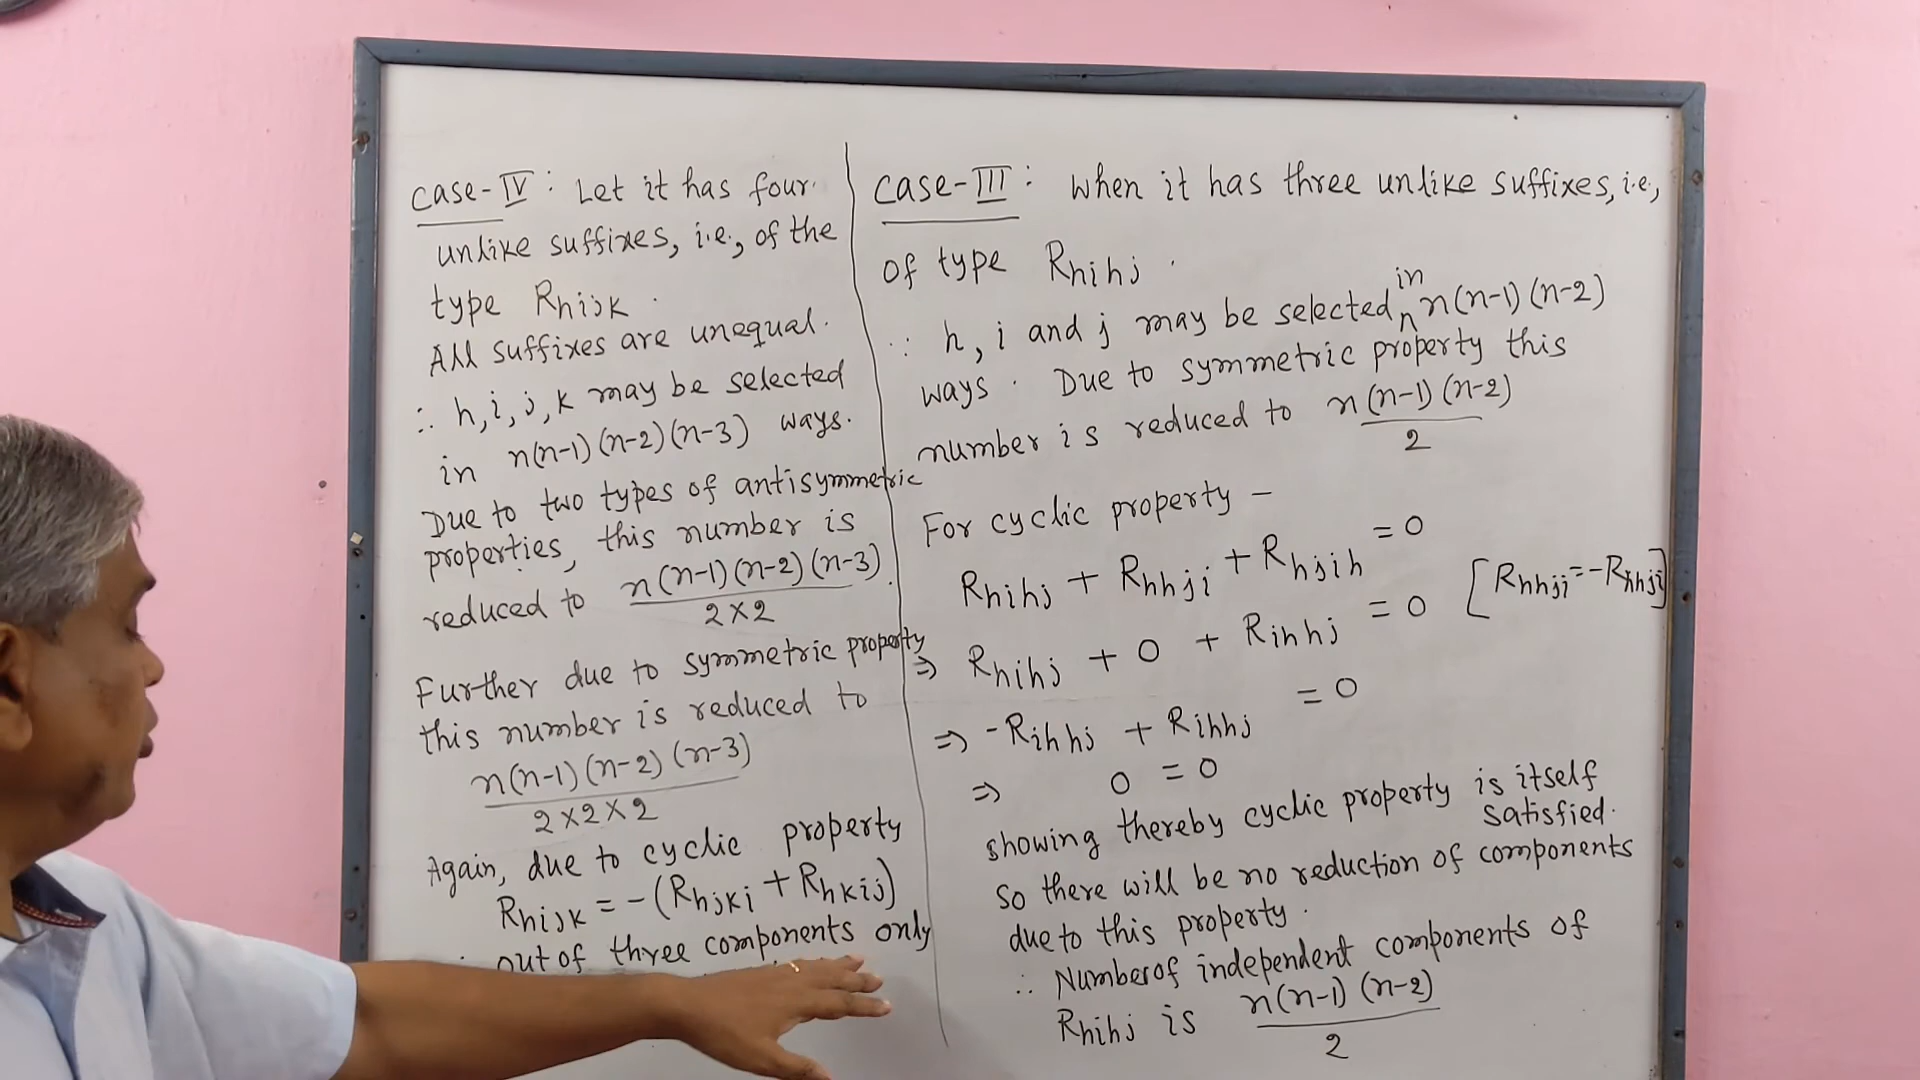 case-IV: Let it has four
unlike suffixes, i.e., of the
type Rhijk.
All suffixes are unequal.
∴ h, i, j, k may be selected
in n(n-1)(n-2)(n-3) ways.
Due to two types of antisymmetric
properties, this number is
reduced to n(n-1)(n-2)(n-3).
2×2
Further due to symmetric property
this number is reduced to
n(n-1)(n-2)(n-3)
2×2×2
Again, due to cyclic property
Rhijk = -(Rhjki + Rhkij)
out of three components only
case-III: when it has three unlike suffixes, i.e.,
of type Rhihj.
∴ h, i and j may be selected in n(n-1)(n-2)
ways. Due to symmetric property this
number is reduced to n(n-1)(n-2)
2
For cyclic property -
Rhihj + Rhhji + Rhjih = 0
⇒ Rhihj + 0 + Rihhj = 0 [Rhhji = -Rhhji]
⇒ -Rihhj + Rihhj = 0
⇒ 0 = 0
showing thereby cyclic property is itself
satisfied.
so there will be no reduction of components
due to this property.
∴ Number of independent components of
Rhihj is n(n-1)(n-2)
2